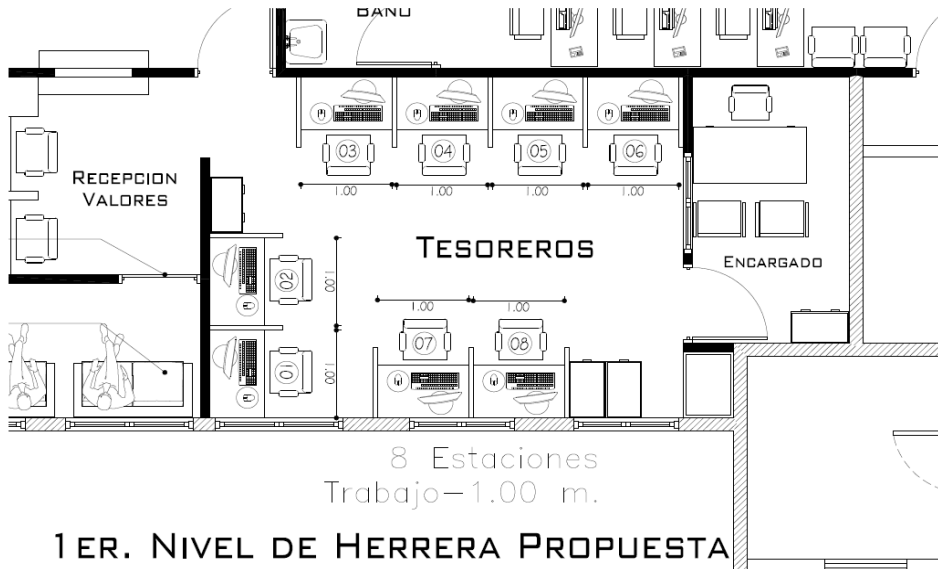 BAÑO
03
04
05
06
1.00
1.00
1.00
1.00
RECEPCION
VALORES
TESOREROS
ENCARGADO
02
1.00
1.00
1.00
07
08
01
1.00
8 Estaciones
Trabajo-1.00 m.
1ER. NIVEL DE HERRERA PROPUESTA